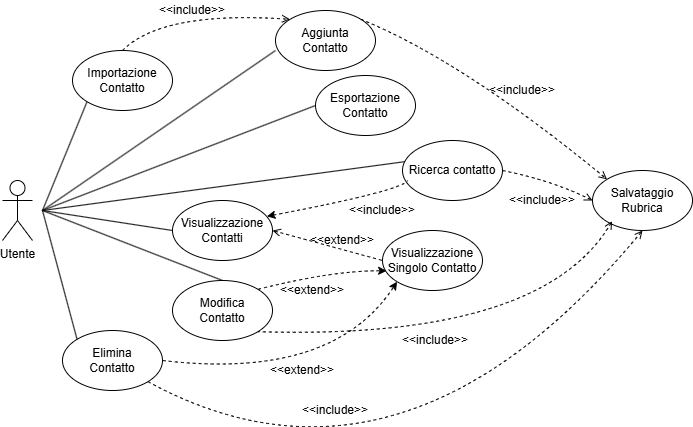 <<include>>
Aggiunta
Contatto
Importazione
Contatto
<<include>>
Esportazione
Contatto
Ricerca contatto
Salvataggio
Rubrica
<<include>>
<<include>>
Visualizzazione
Contatti
Utente
<<extend>>
Visualizzazione
Singolo Contatto
<<extend>>
Modifica
Contatto
<<include>>
Elimina
Contatto
<<extend>>
<<include>>